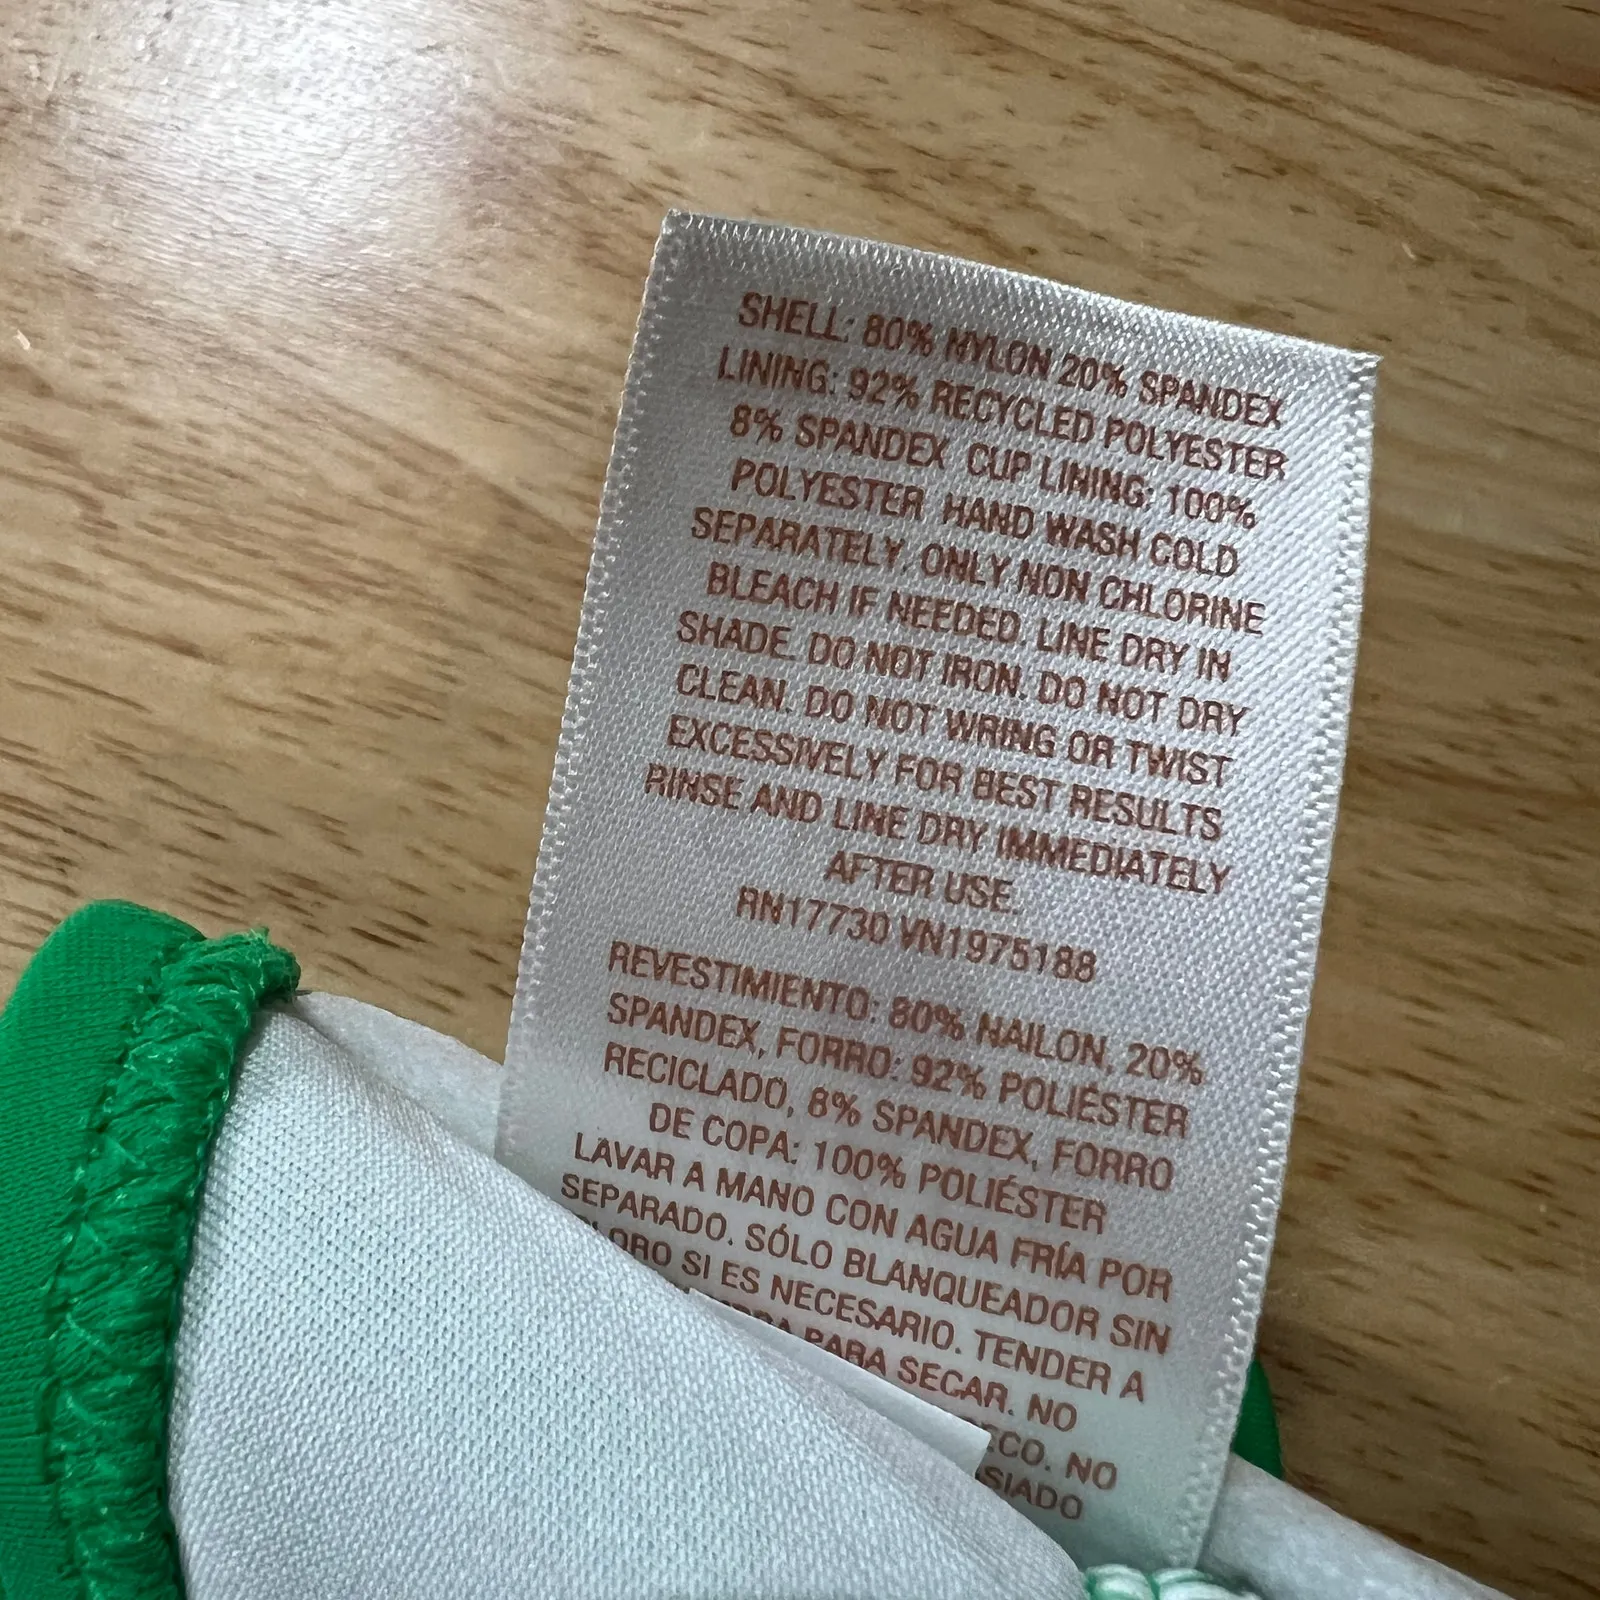 SHELL: 80% NYLON 20% SPANDEX
LINING: 92% RECYCLED POLYESTER
8% SPANDEX CUP LINING: 100%
POLYESTER HAND WASH COLD
SEPARATELY. ONLY NON CHLORINE
BLEACH IF NEEDED. LINE DRY IN
SHADE. DO NOT IRON. DO NOT DRY
CLEAN. DO NOT WRING OR TWIST
EXCESSIVELY FOR BEST RESULTS
RINSE AND LINE DRY IMMEDIATELY
AFTER USE.
RN17730 VN1975188
REVESTIMIENTO: 80% NAILON, 20%
SPANDEX, FORRO: 92% POLIÉSTER
RECICLADO, 8% SPANDEX, FORRO
DE COPA: 100% POLIÉSTER
LAVAR A MANO CON AGUA FRÍA POR
SEPARADO. SÓLO BLANQUEADOR SIN
SI ES NECESARIO. TENDER A
PARA SECAR. NO
NO